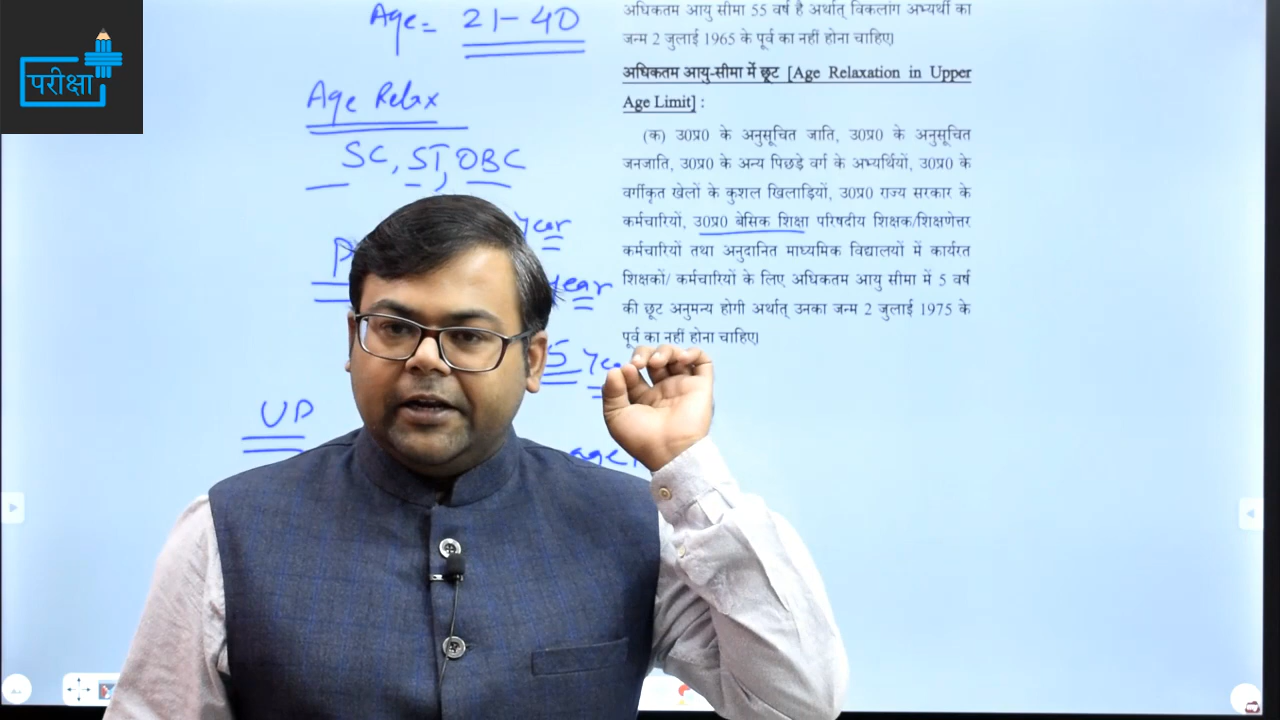 परीक्षा
Age = 21-40
Age Relax
SC, ST, OBC
year
year
5
UP
अधिकतम आयु सीमा 55 वर्ष है अर्थात् विकलांग अभ्यर्थी का
जन्म 2 जुलाई 1965 के पूर्व का नहीं होना चाहिए।
अधिकतम आयु-सीमा में छूट [Age Relaxation in Upper
Age Limit] :
(क) उ0प्र0 के अनुसूचित जाति, उ0प्र0 के अनुसूचित
जनजाति, उ0प्र0 के अन्य पिछड़े वर्ग के अभ्यर्थियों, उ0प्र0 के
वर्गीकृत खेलों के कुशल खिलाड़ियों, उ0प्र0 राज्य सरकार के
कर्मचारियों, उ0प्र0 बेसिक शिक्षा परिषदीय शिक्षक/शिक्षणेत्तर
कर्मचारियों तथा अनुदानित माध्यमिक विद्यालयों में कार्यरत
शिक्षकों/ कर्मचारियों के लिए अधिकतम आयु सीमा में 5 वर्ष
की छूट अनुमन्य होगी अर्थात् उनका जन्म 2 जुलाई 1975 के
पूर्व का नहीं होना चाहिए।